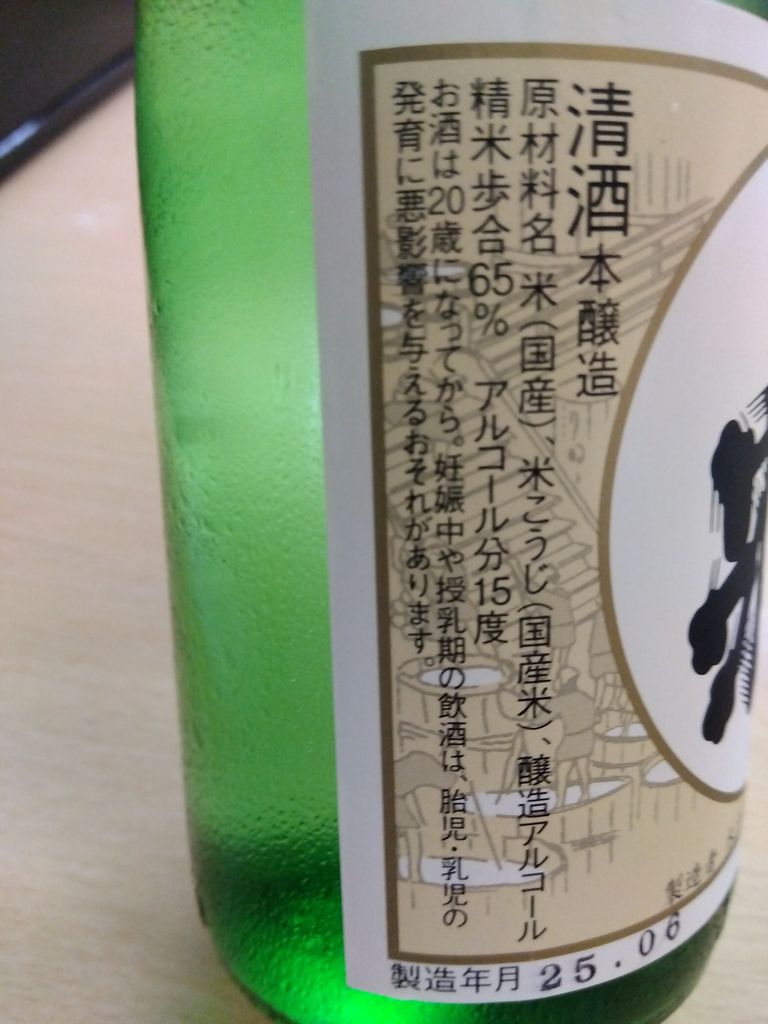 清酒 本醸造
原材料名 米(国産)、米こうじ(国産米)、醸造アルコール
精米歩合65% アルコール分15度
お酒は20歳になってから。妊娠中や授乳期の飲酒は、胎児・乳児の
発育に悪影響を与えるおそれがあります。
製造者
製造年月 25.06